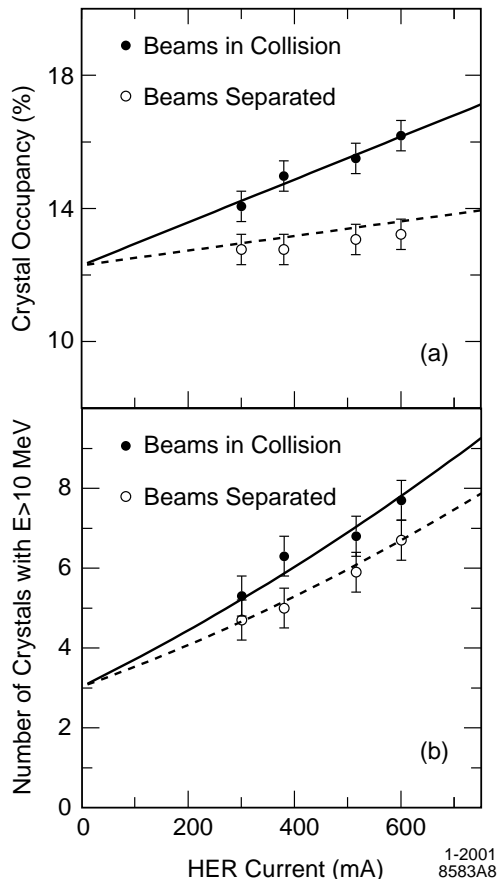 Crystal Occupancy (%)
18
14
10
Beams in Collision
Beams Separated
(a)
Number of Crystals with E>10 MeV
8
6
4
2
0
Beams in Collision
Beams Separated
(b)
0 200 400 600
HER Current (mA)
1-2001
8583A8